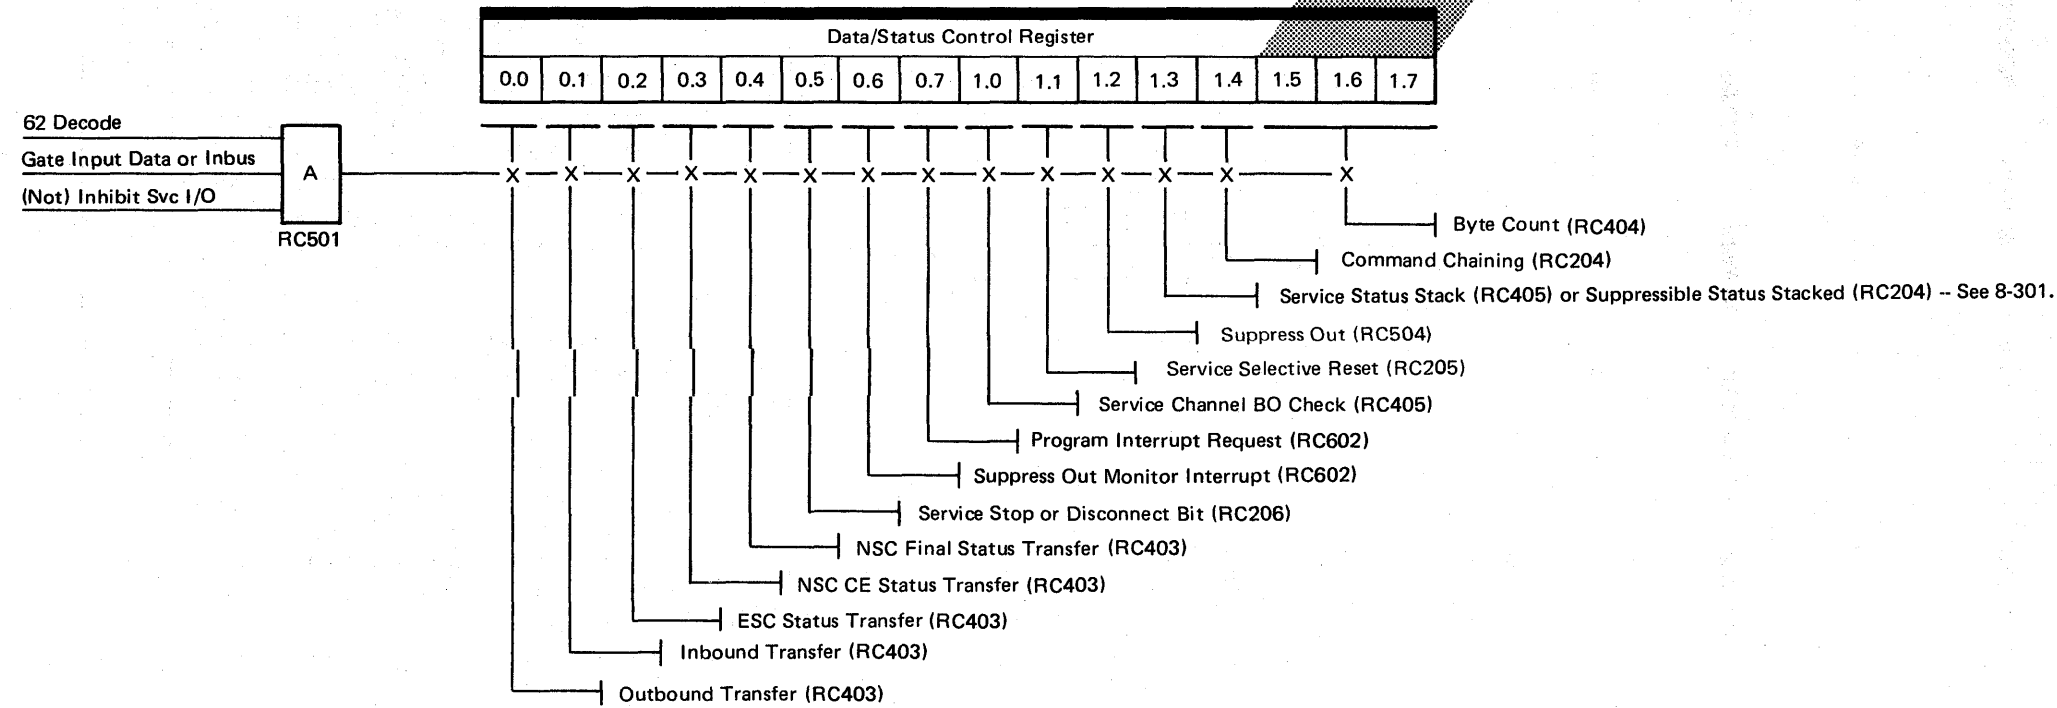 Data/Status Control Register
0.0 0.1 0.2 0.3 0.4 0.5 0.6 0.7 1.0 1.1 1.2 1.3 1.4 1.5 1.6 1.7
62 Decode
Gate Input Data or Inbus
(Not) Inhibit Svc I/O
A
RC501
X X X X X X X X X X X X X X
Byte Count (RC404)
Command Chaining (RC204)
Service Status Stack (RC405) or Suppressible Status Stacked (RC204) -- See 8-301.
Suppress Out (RC504)
Service Selective Reset (RC205)
Service Channel BO Check (RC405)
Program Interrupt Request (RC602)
Suppress Out Monitor Interrupt (RC602)
Service Stop or Disconnect Bit (RC206)
NSC Final Status Transfer (RC403)
NSC CE Status Transfer (RC403)
ESC Status Transfer (RC403)
Inbound Transfer (RC403)
Outbound Transfer (RC403)